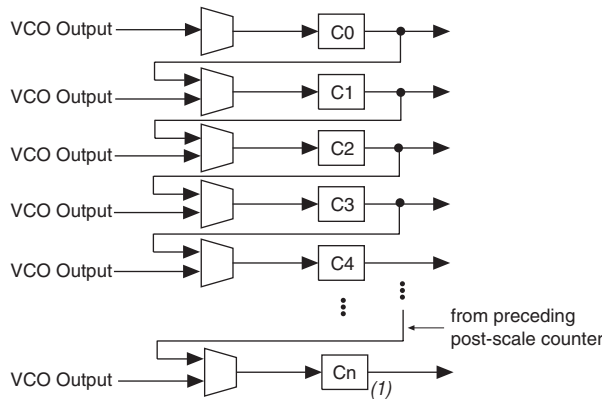 VCO Output
C0
VCO Output
C1
VCO Output
C2
VCO Output
C3
VCO Output
C4
from preceding
post-scale counter
VCO Output
Cn
(1)